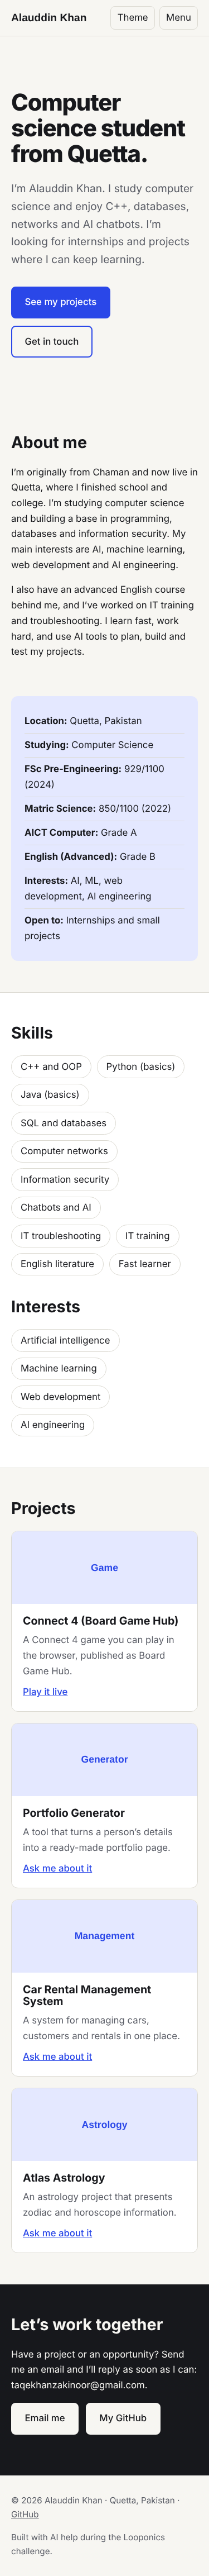 Alauddin Khan
Theme
Menu
Computer
science student
from Quetta.
I’m Alauddin Khan. I study computer
science and enjoy C++, databases,
networks and AI chatbots. I’m
looking for internships and projects
where I can keep learning.
See my projects
Get in touch
About me
I’m originally from Chaman and now live in
Quetta, where I finished school and
college. I’m studying computer science
and building a base in programming,
databases and information security. My
main interests are AI, machine learning,
web development and AI engineering.
I also have an advanced English course
behind me, and I’ve worked on IT training
and troubleshooting. I learn fast, work
hard, and use AI tools to plan, build and
test my projects.
Location: Quetta, Pakistan
Studying: Computer Science
FSc Pre-Engineering: 929/1100
(2024)
Matric Science: 850/1100 (2022)
AICT Computer: Grade A
English (Advanced): Grade B
Interests: AI, ML, web
development, AI engineering
Open to: Internships and small
projects
Skills
C++ and OOP
Python (basics)
Java (basics)
SQL and databases
Computer networks
Information security
Chatbots and AI
IT troubleshooting
IT training
English literature
Fast learner
Interests
Artificial intelligence
Machine learning
Web development
AI engineering
Projects
Game
Connect 4 (Board Game Hub)
A Connect 4 game you can play in
the browser, published as Board
Game Hub.
Play it live
Generator
Portfolio Generator
A tool that turns a person’s details
into a ready-made portfolio page.
Ask me about it
Management
Car Rental Management
System
A system for managing cars,
customers and rentals in one place.
Ask me about it
Astrology
Atlas Astrology
An astrology project that presents
zodiac and horoscope information.
Ask me about it
Let’s work together
Have a project or an opportunity? Send
me an email and I’ll reply as soon as I can:
taqekhanzakinoor@gmail.com.
Email me
My GitHub
© 2026 Alauddin Khan · Quetta, Pakistan ·
GitHub
Built with AI help during the Looponics
challenge.